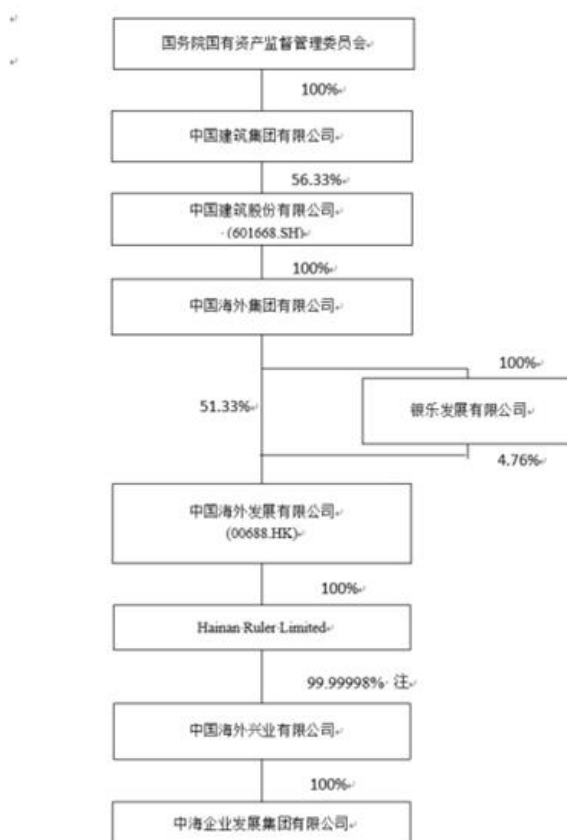 国务院国有资产监督管理委员会
100%
中国建筑集团有限公司
56.33%
中国建筑股份有限公司
(601668.SH)
100%
中国海外集团有限公司
100%
51.33%
银乐发展有限公司
4.76%
中国海外发展有限公司
(00688.HK)
100%
Hainan Ruler Limited
99.99998% 注
中国海外兴业有限公司
100%
中海企业发展集团有限公司